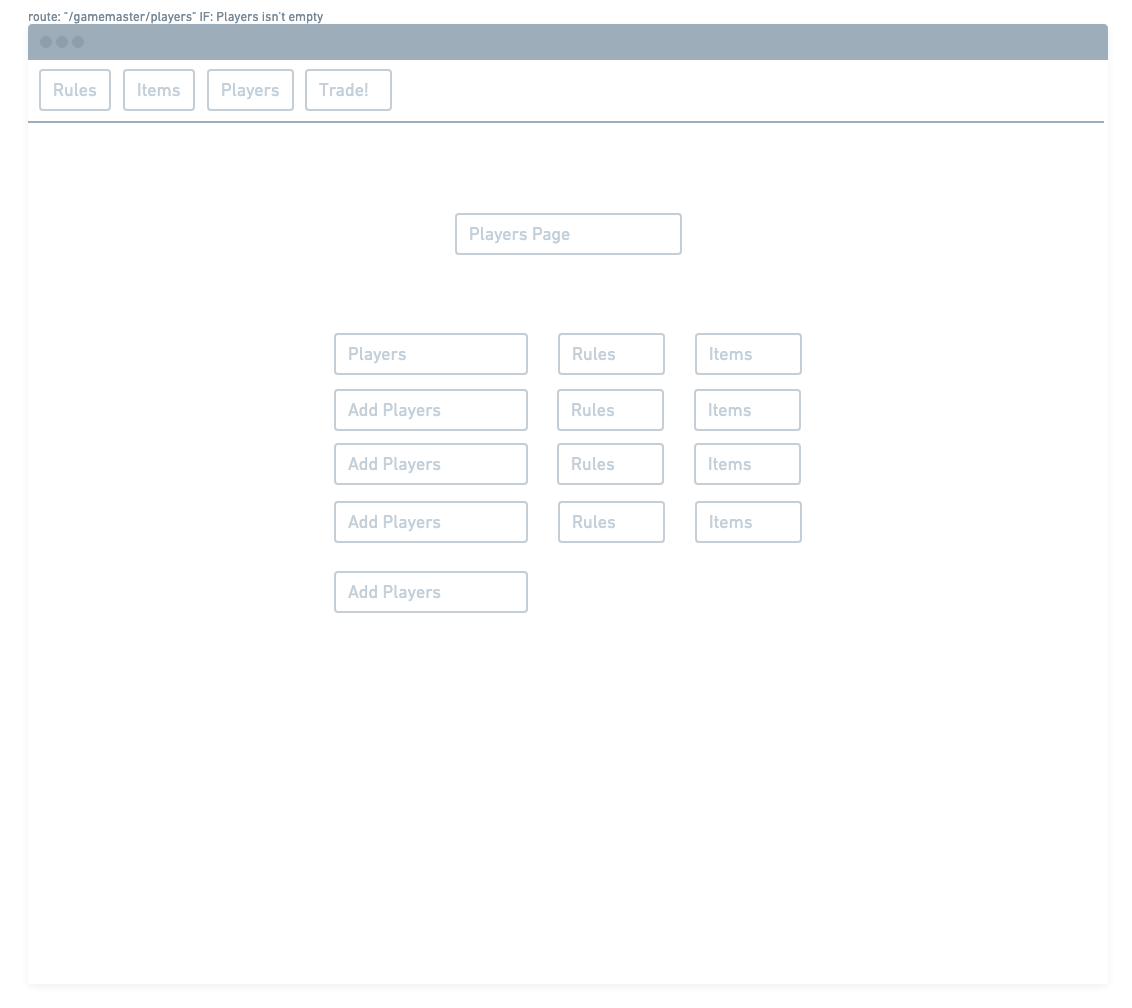 route: "/gamemaster/players" IF: Players isn't empty
Rules Items Players Trade!
Players Page
Players Rules Items
Add Players Rules Items
Add Players Rules Items
Add Players Rules Items
Add Players